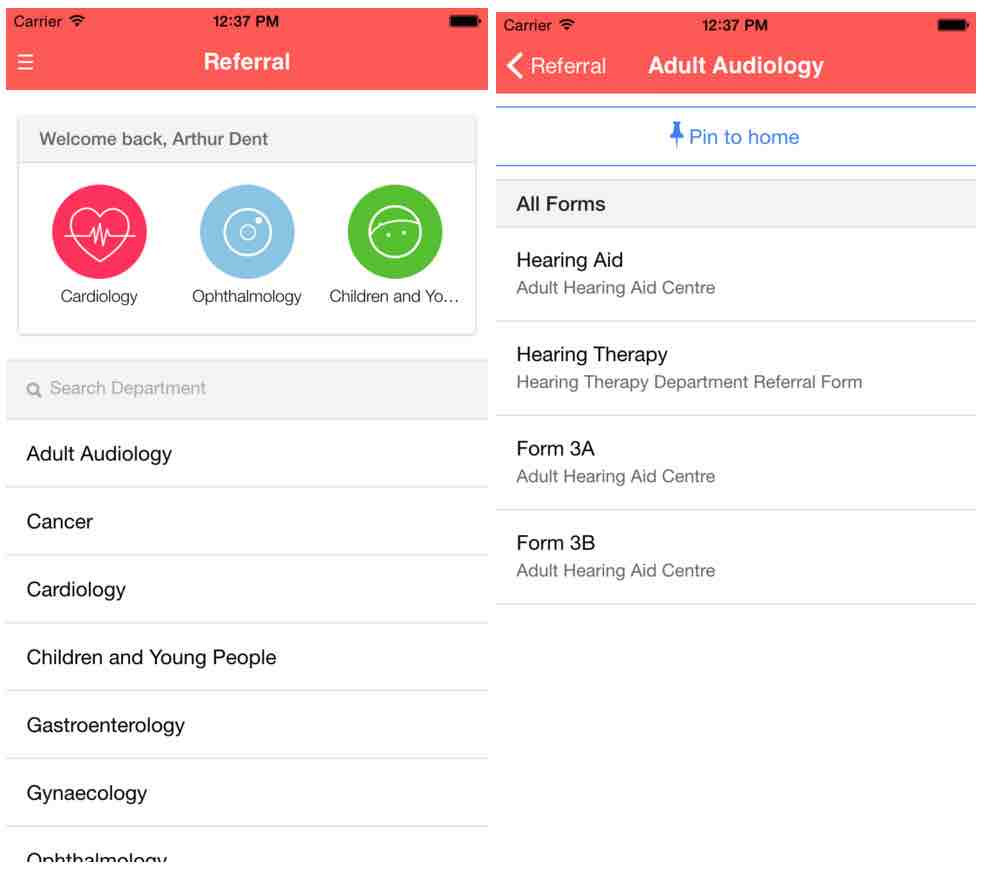 Carrier 12:37 PM
Referral
Welcome back, Arthur Dent
Cardiology Ophthalmology Children and Yo...
Search Department
Adult Audiology
Cancer
Cardiology
Children and Young People
Gastroenterology
Gynaecology
Ophthalmology
Carrier 12:37 PM
Referral Adult Audiology
Pin to home
All Forms
Hearing Aid
Adult Hearing Aid Centre
Hearing Therapy
Hearing Therapy Department Referral Form
Form 3A
Adult Hearing Aid Centre
Form 3B
Adult Hearing Aid Centre